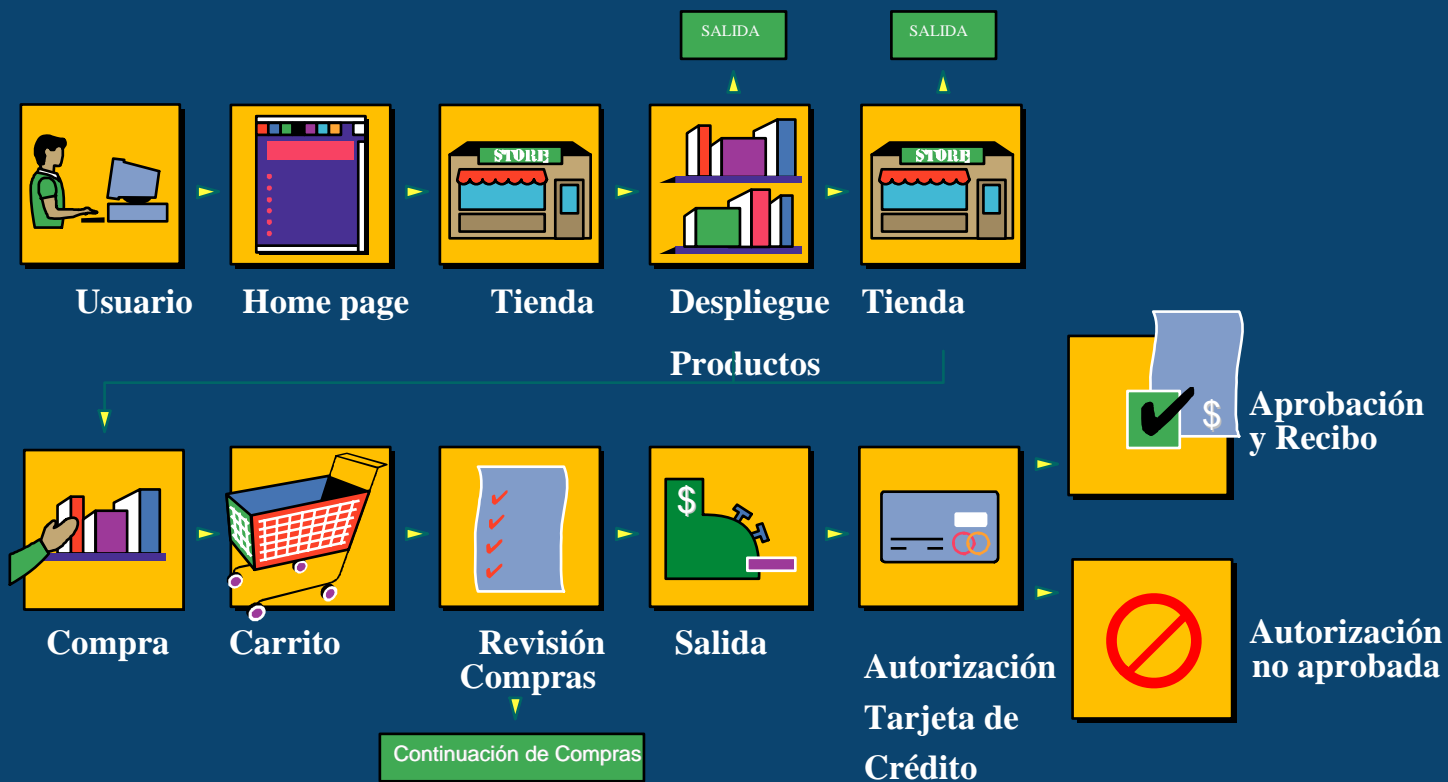 SALIDA
SALIDA
STORE
STORE
Usuario
Home page
Tienda
Despliegue
Productos
Tienda
$
Aprobación
y Recibo
$
Compra
Carrito
Revisión
Compras
Salida
Autorización
Tarjeta de
Crédito
Autorización
no aprobada
Continuación de Compras